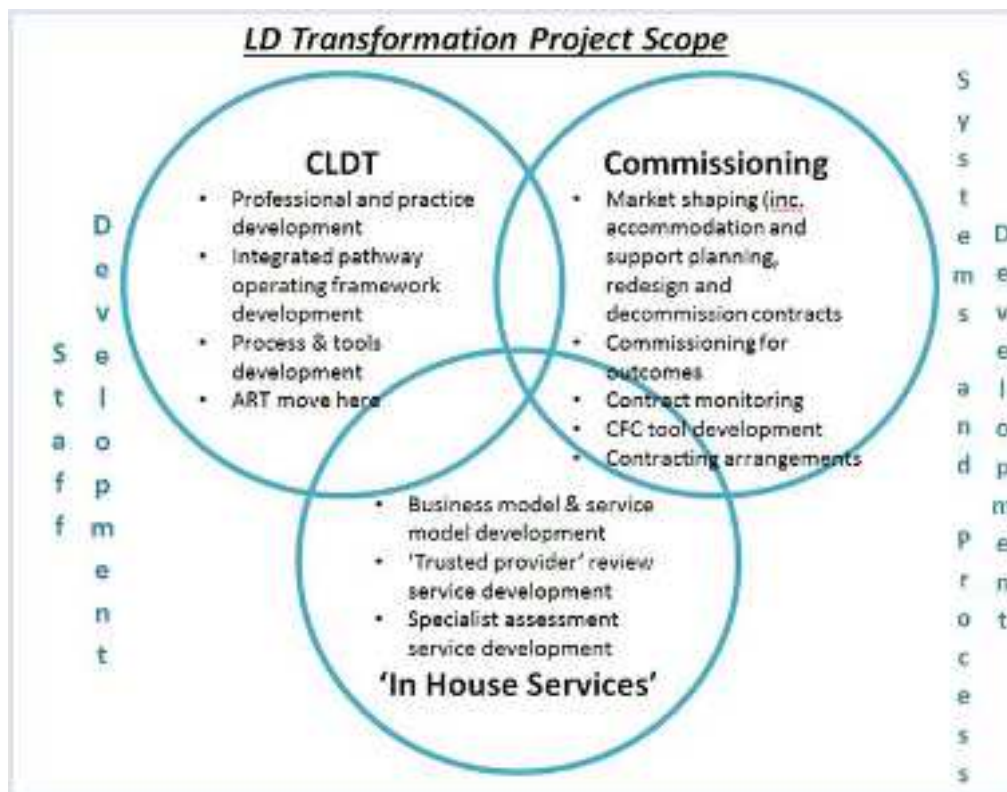 LD Transformation Project Scope
CLDT
• Professional and practice
development
• Integrated pathway
operating framework
development
• Process & tools
development
• ART move here
Commissioning
• Market shaping (inc.
accommodation and
support planning,
redesign and
decommission contracts
• Commissioning for
outcomes
• Contract monitoring
• CFC tool development
• Contracting arrangements
• Business model & service
model development
• 'Trusted provider' review
service development
• Specialist assessment
service development
'In House Services'
Staff
Development
Systems and Process
Development